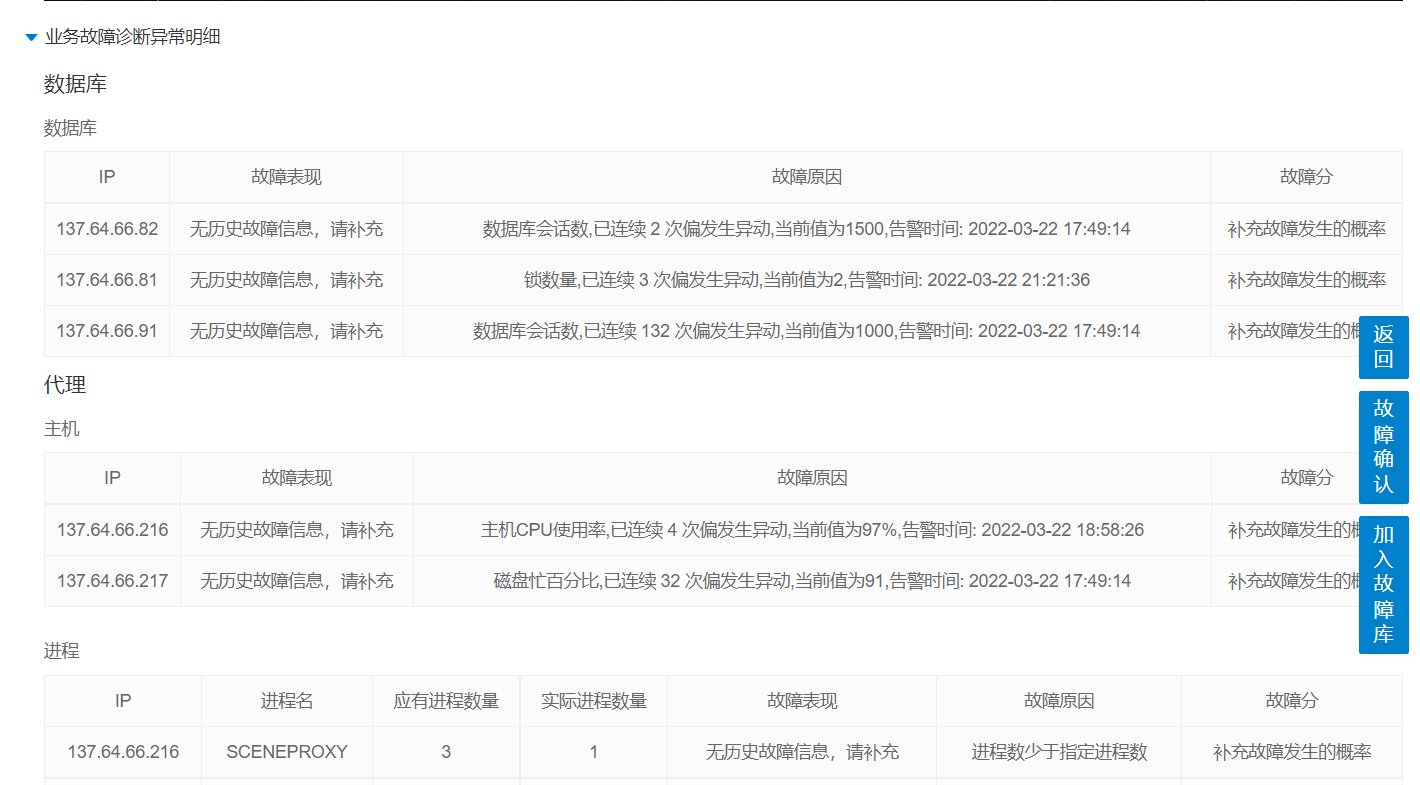 业务故障诊断异常明细
数据库
数据库
IP 故障表现 故障原因 故障分
137.64.66.82 无历史故障信息，请补充 数据库会话数,已连续 2 次偏发生异动,当前值为1500,告警时间: 2022-03-22 17:49:14 补充故障发生的概率
137.64.66.81 无历史故障信息，请补充 锁数量,已连续 3 次偏发生异动,当前值为2,告警时间: 2022-03-22 21:21:36 补充故障发生的概率
137.64.66.91 无历史故障信息，请补充 数据库会话数,已连续 132 次偏发生异动,当前值为1000,告警时间: 2022-03-22 17:49:14 补充故障发生的
返回
代理
主机
IP 故障表现 故障原因 故障分
137.64.66.216 无历史故障信息，请补充 主机CPU使用率,已连续 4 次偏发生异动,当前值为97%,告警时间: 2022-03-22 18:58:26 补充故障发生的
137.64.66.217 无历史故障信息，请补充 磁盘忙百分比,已连续 32 次偏发生异动,当前值为91,告警时间: 2022-03-22 17:49:14 补充故障发生的
故障确认
加入故障库
进程
IP 进程名 应有进程数量 实际进程数量 故障表现 故障原因 故障分
137.64.66.216 SCENEPROXY 3 1 无历史故障信息，请补充 进程数少于指定进程数 补充故障发生的概率